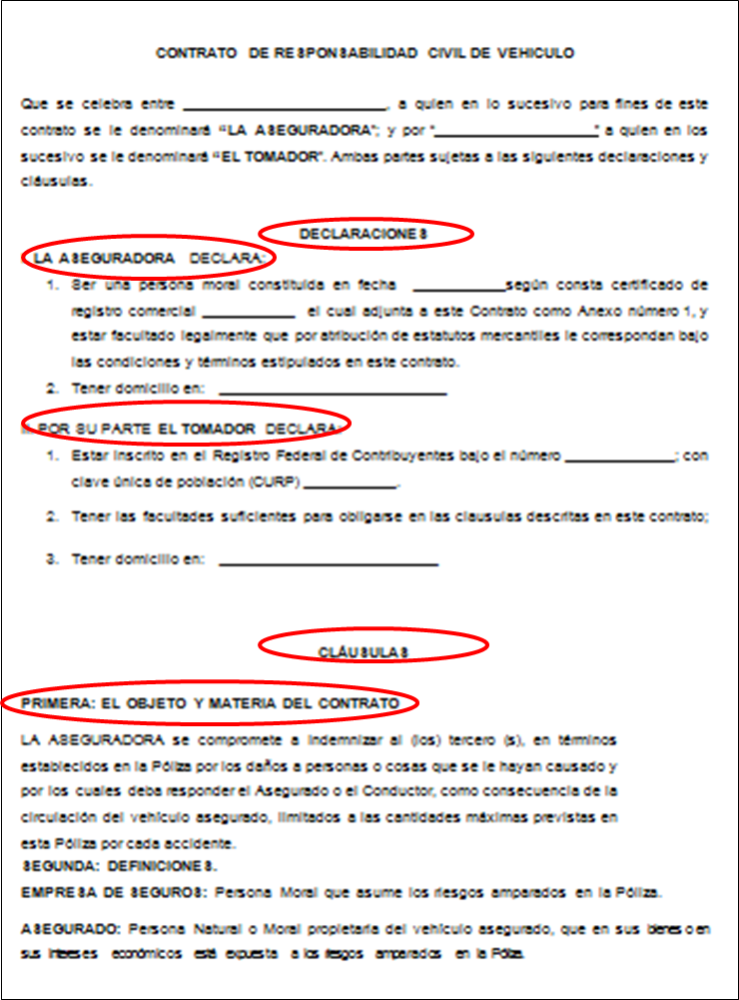 CONTRATO DE RESPONSABILIDAD CIVIL DE VEHICULO
Que se celebra entre ______________________, a quien en lo sucesivo para fines de este
contrato se le denominará “LA ASEGURADORA”; y por “__________________” a quien en los
sucesivo se le denominará “EL TOMADOR”. Ambas partes sujetas a las siguientes declaraciones y
cláusulas.
DECLARACIONES
LA ASEGURADORA DECLARA:
1. Ser una persona moral constituida en fecha __________según consta certificado de
registro comercial __________ el cual adjunta a este Contrato como Anexo número 1, y
estar facultado legalmente que por atribución de estatutos mercantiles le correspondan bajo
las condiciones y términos estipulados en este contrato.
2. Tener domicilio en: _________________________
II. POR SU PARTE EL TOMADOR DECLARA:
1. Estar inscrito en el Registro Federal de Contribuyentes bajo el número ____________; con
clave única de población (CURP) __________.
2. Tener las facultades suficientes para obligarse en las clausulas descritas en este contrato;
3. Tener domicilio en: ________________________
CLÁUSULAS
PRIMERA: EL OBJETO Y MATERIA DEL CONTRATO
LA ASEGURADORA se compromete a indemnizar al (los) tercero (s), en términos
establecidos en la Póliza por los daños a personas o cosas que se le hayan causado y
por los cuales deba responder el Asegurado o el Conductor, como consecuencia de la
circulación del vehículo asegurado, limitados a las cantidades máximas previstas en
esta Póliza por cada accidente.
SEGUNDA: DEFINICIONES.
EMPRESA DE SEGUROS: Persona Moral que asume los riesgos amparados en la Póliza.
ASEGURADO: Persona Natural o Moral propietaria del vehículo asegurado, que en sus bienes o en
sus intereses económicos está expuesta a los riesgos amparados en la Póliza.